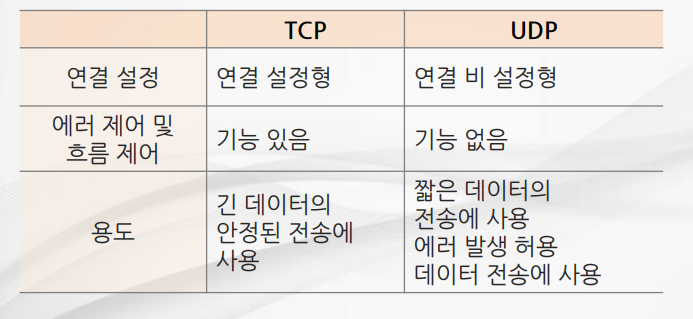 TCP UDP
연결 설정 연결 설정형 연결 비 설정형
에러 제어 및
흐름 제어
기능 있음 기능 없음
용도
긴 데이터의
안정된 전송에
사용
짧은 데이터의
전송에 사용
에러 발생 허용
데이터 전송에 사용